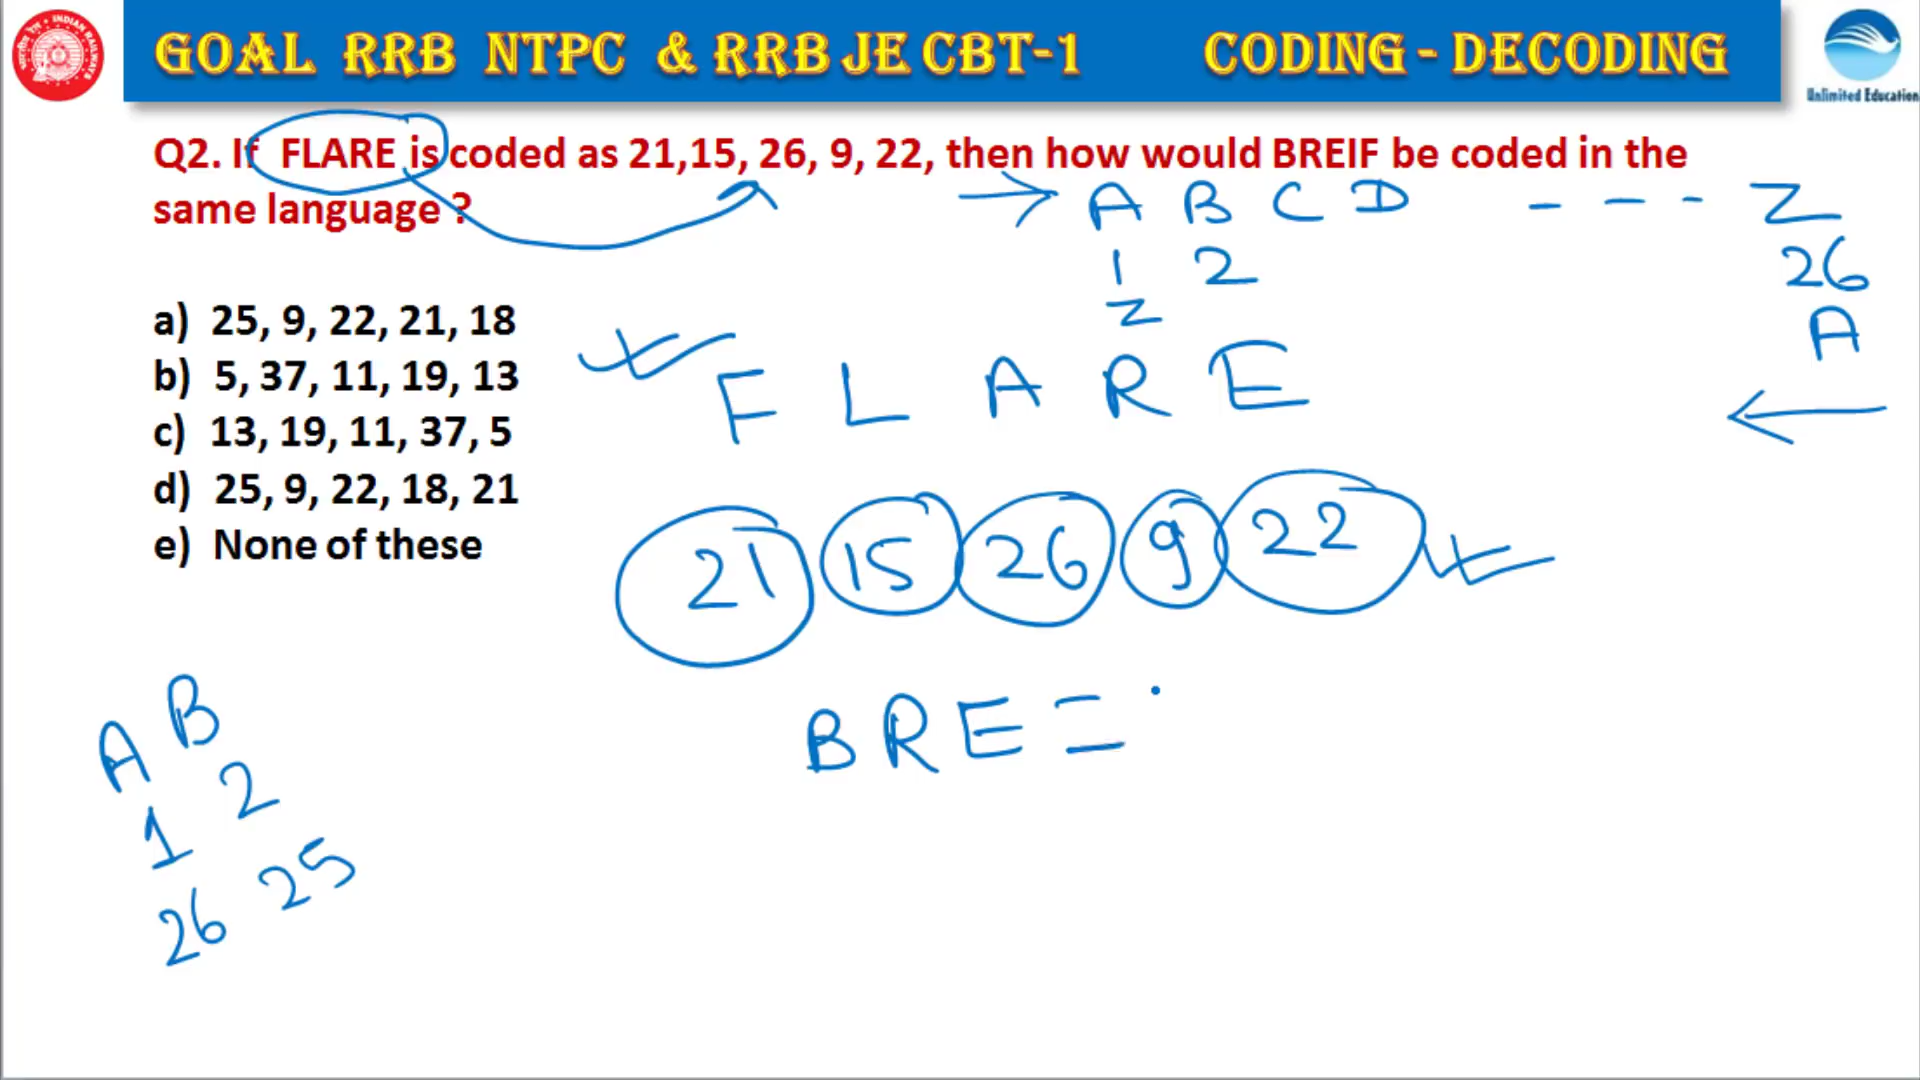 GOAL RRB NTPC & RRB JE CBT-1 CODING - DECODING
INDIAN RAILWAYS
Unlimited Education
Q2. If FLARE is coded as 21,15, 26, 9, 22, then how would BREIF be coded in the
same language ?
A B C D - - - Z
1 2 26
Z A
a) 25, 9, 22, 21, 18
b) 5, 37, 11, 19, 13
c) 13, 19, 11, 37, 5
d) 25, 9, 22, 18, 21
e) None of these
F L A R E
21 15 26 9 22
B R E =
A B
1 2
26 25